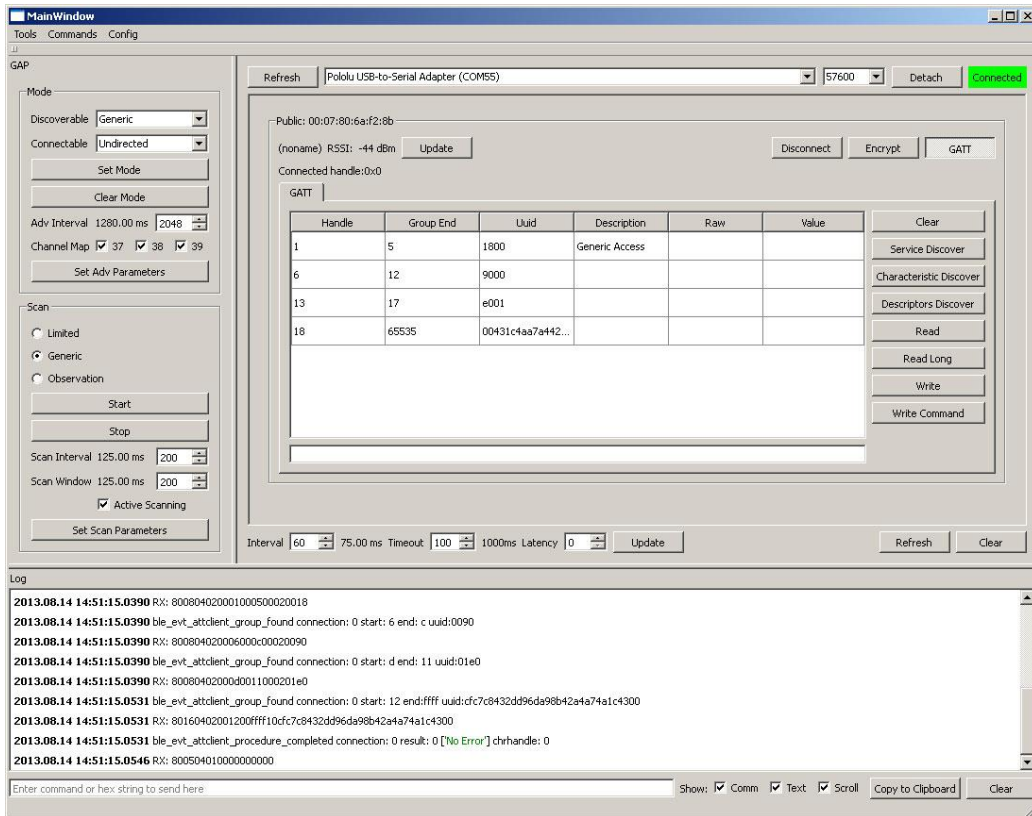 MainWindow
Tools Commands Config
GAP
Mode
Discoverable Generic
Connectable Undirected
Set Mode
Clear Mode
Adv Interval 1280.00 ms 2048
Channel Map 37 38 39
Set Adv Parameters
Scan
Limited
Generic
Observation
Start
Stop
Scan Interval 125.00 ms 200
Scan Window 125.00 ms 200
Active Scanning
Set Scan Parameters
Refresh Pololu USB-to-Serial Adapter (COM55) 57600 Detach Connected
Public: 00:07:80:6a:f2:8b
(noname) RSSI: -44 dBm Update Disconnect Encrypt GATT
Connected handle:0x0
GATT
Handle Group End Uuid Description Raw Value
1 5 1800 Generic Access
6 12 9000
13 17 e001
18 65535 00431c4aa7a442...
Clear
Service Discover
Characteristic Discover
Descriptors Discover
Read
Read Long
Write
Write Command
Interval 60 75.00 ms Timeout 100 1000ms Latency 0 Update Refresh Clear
Log
2013.08.14 14:51:15.0390 RX: 800804020001000500020018
2013.08.14 14:51:15.0390 ble_evt_attclient_group_found connection: 0 start: 6 end: c uuid:0090
2013.08.14 14:51:15.0390 RX: 800804020006000c00020090
2013.08.14 14:51:15.0390 ble_evt_attclient_group_found connection: 0 start: d end: 11 uuid:01e0
2013.08.14 14:51:15.0390 RX: 80080402000d0011000201e0
2013.08.14 14:51:15.0531 ble_evt_attclient_group_found connection: 0 start: 12 end:ffff uuid:cfc7c8432dd96da98b42a4a74a1c4300
2013.08.14 14:51:15.0531 RX: 80160402001200ffff10cfc7c8432dd96da98b42a4a74a1c4300
2013.08.14 14:51:15.0531 ble_evt_attclient_procedure_completed connection: 0 result: 0 ['No Error'] chrhandle: 0
2013.08.14 14:51:15.0546 RX: 800504010000000000
Enter command or hex string to send here Show: Comm Text Scroll Copy to Clipboard Clear